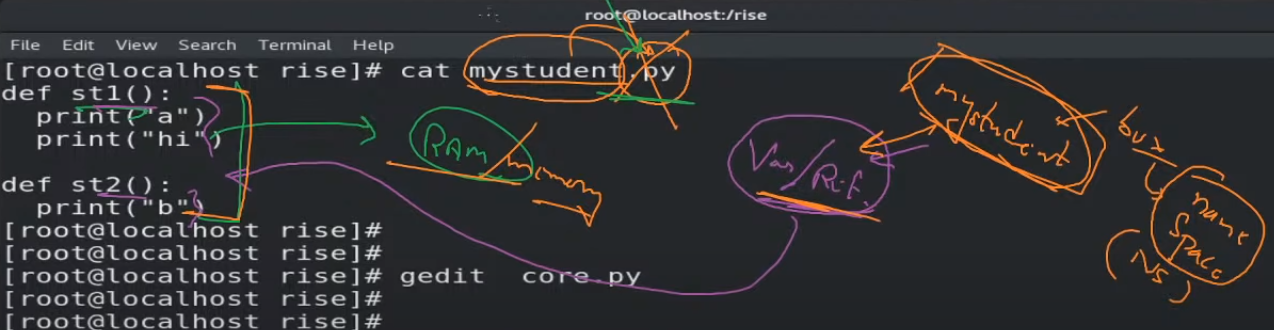 root@localhost:/rise
File Edit View Search Terminal Help
[root@localhost rise]# cat mystudent.py
def st1():
print("a")
print("hi")
RAM/memory
Var/Ref.
mystudent
box
name
space
(NS)
def st2():
print("b")
[root@localhost rise]#
[root@localhost rise]#
[root@localhost rise]# gedit core.py
[root@localhost rise]#
[root@localhost rise]#